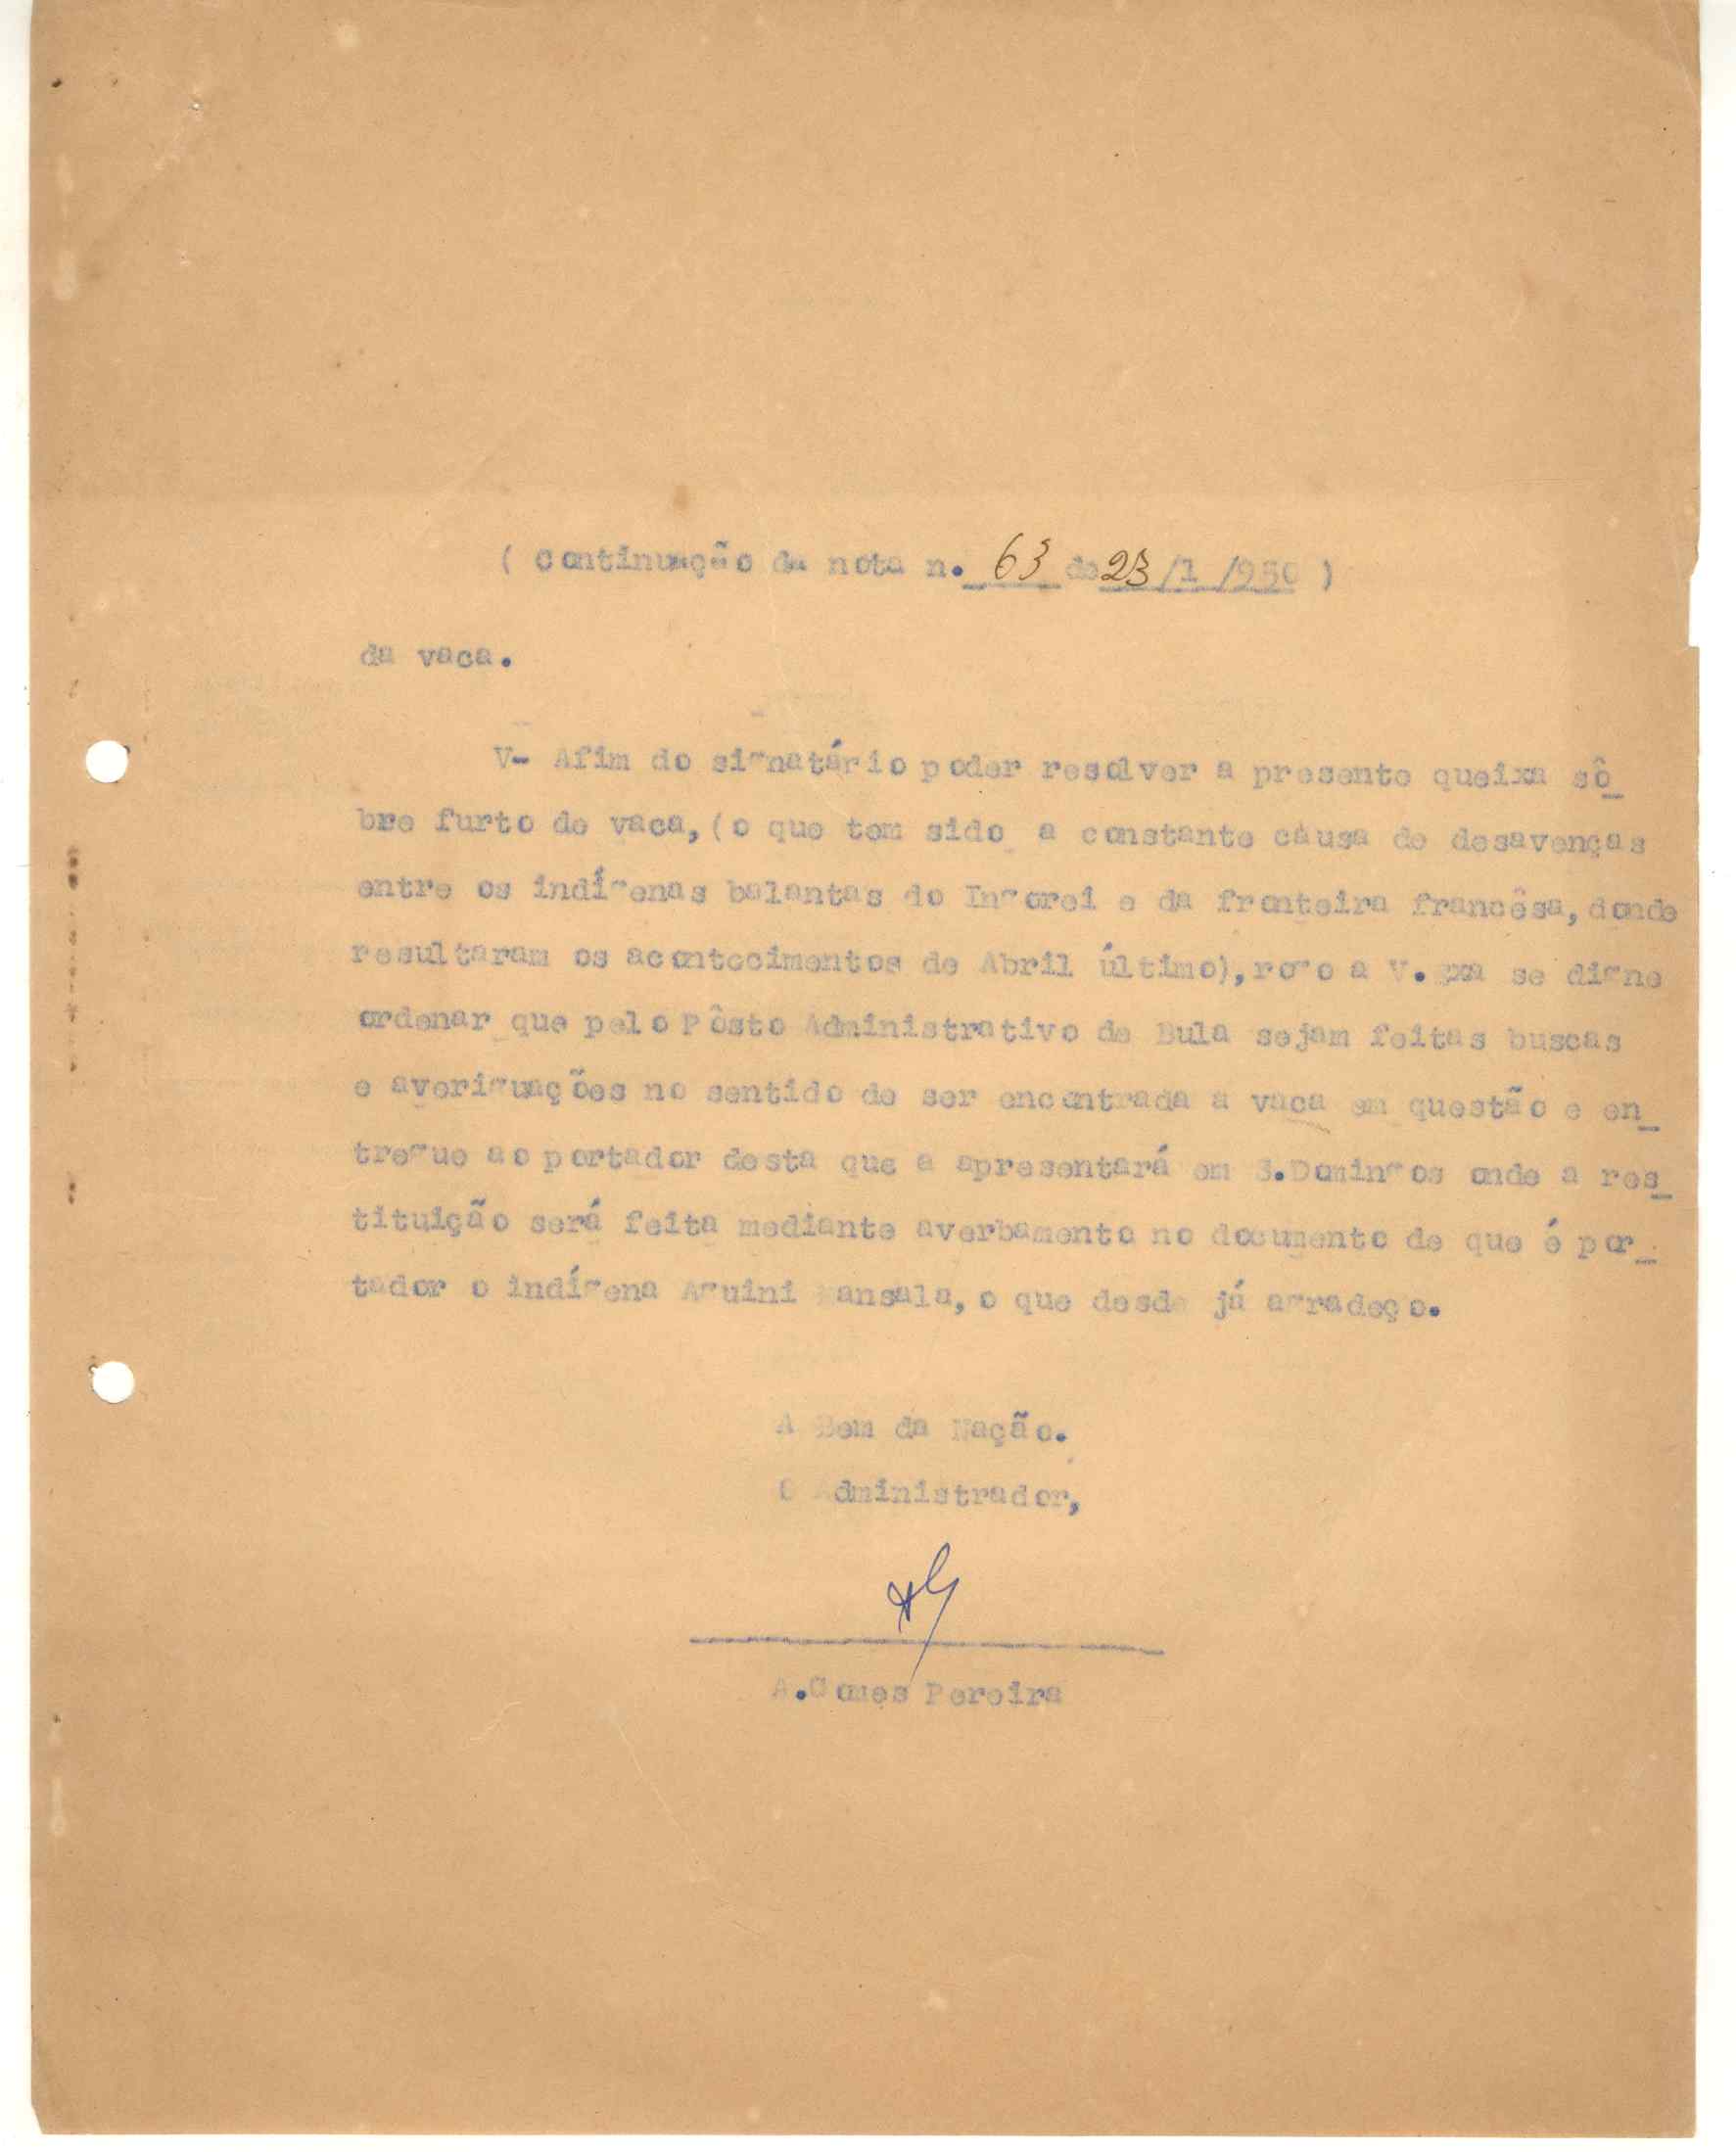 ( Continuação da nota n. 63 de 23 /1 /950 )
da vaca.
V- Afim do signatário poder resolver a presente queixa sô_
bre furto de vaca, (o que tem sido a constante causa de desavenças
entre os indígenas balantas do Ingorei e da fronteira francêsa, donde
resultaram os acontecimentos de Abril último), rogo a V. Exa se digne
ordenar que pelo Pôsto Administrativo de Bula sejam feitas buscas
e averiguações no sentido de ser encontrada a vaca em questão e en_
tregue ao portador desta que a apresentará em S.Domingos onde a res_
tituição será feita mediante averbamento no documento de que é por_
tador o indígena Aguini Mansala, o que desde já agradeço.
A Bem da Nação.
O Administrador,
A.Gomes Pereira